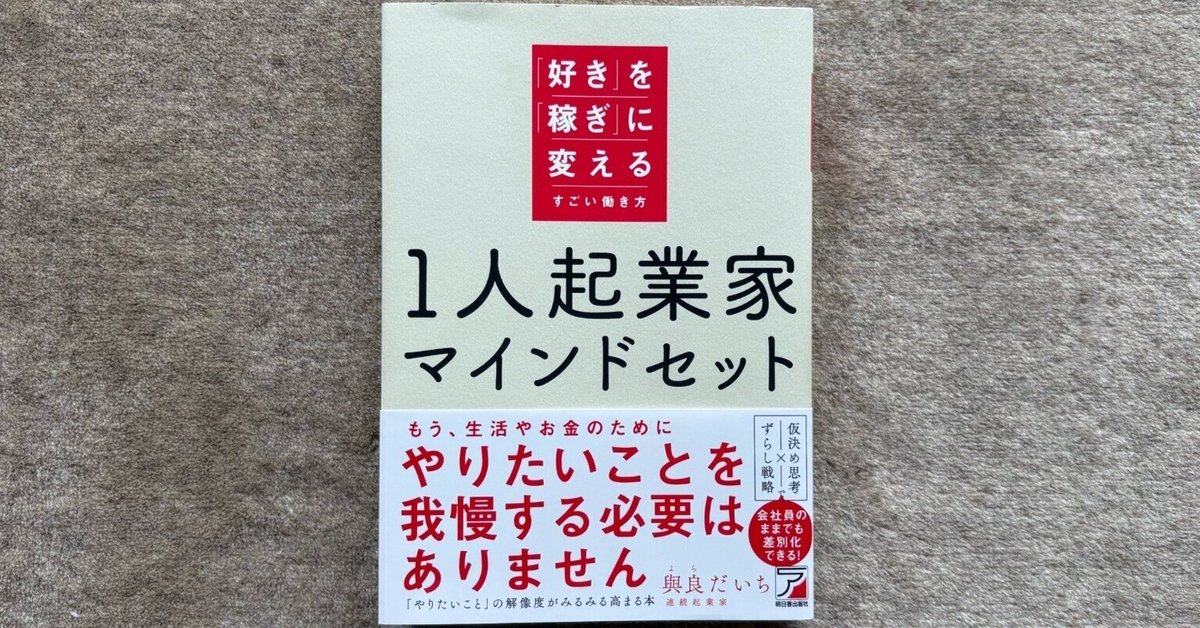 「好き」を
「稼ぎ」に
変える
すごい働き方
1人起業家
マインドセット
もう、生活やお金のために
やりたいことを
我慢する必要は
ありません
仮決め思考
×
ずらし戦略
で
会社員の
ままでも
差別化
できる!
よら
與良だいち
連続起業家
「やりたいこと」の解像度がみるみる高まる本
ア
明日香出版社